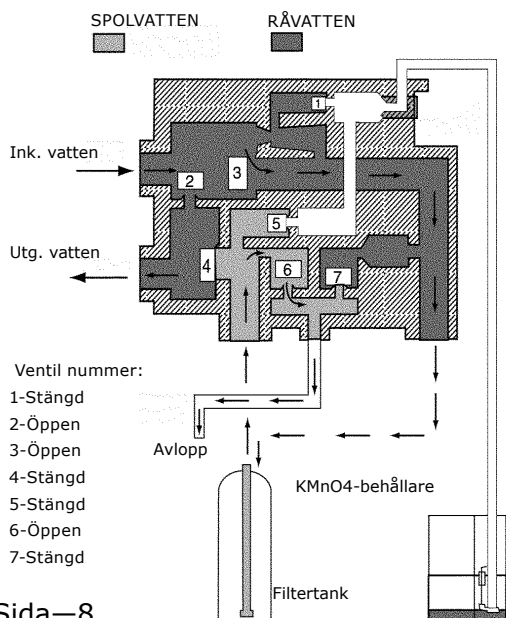 SPOLVATTEN
RÅVATTEN
1
Ink. vatten
2
3
5
Utg. vatten
4
6
7
Ventil nummer:
1-Stängd
2-Öppen
3-Öppen
4-Stängd
5-Stängd
6-Öppen
7-Stängd
Avlopp
KMnO4-behållare
Filtertank
Sida—8